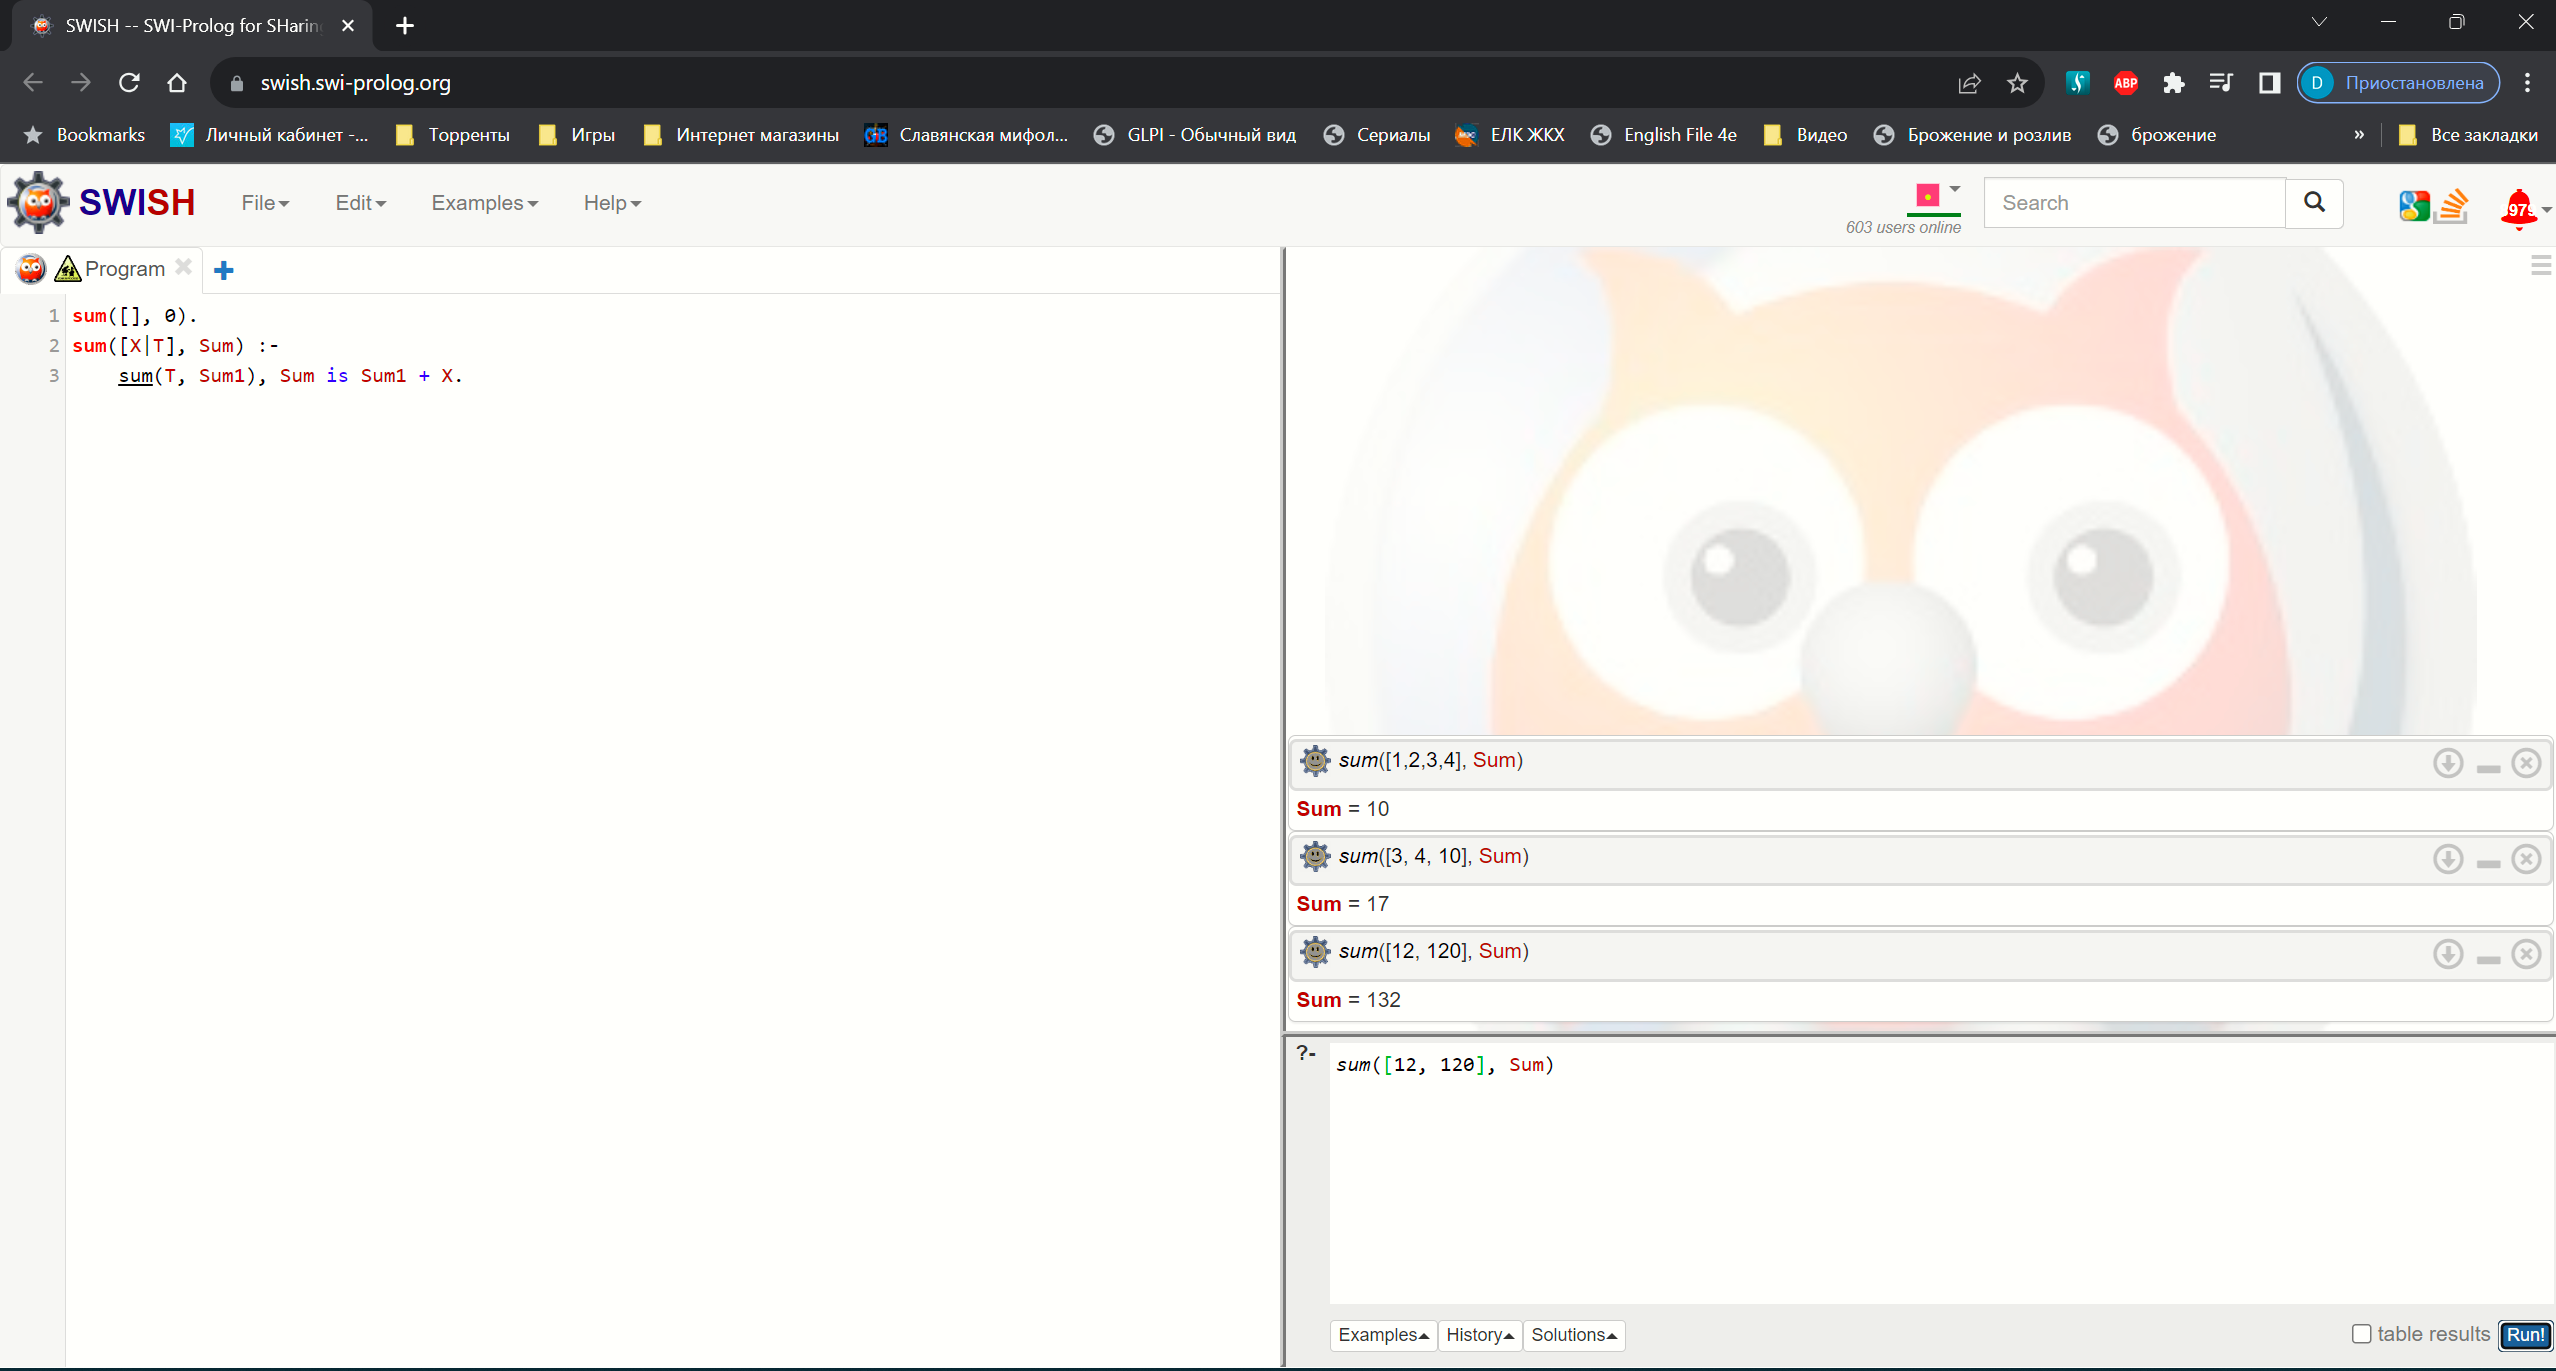 SWISH -- SWI-Prolog for SHarin
swish.swi-prolog.org
ABP
D Приостановлена
Bookmarks Личный кабинет -... Торренты Игры Интернет магазины Славянская мифол... GLPI - Обычный вид Сериалы ЕЛК ЖКХ English File 4e Видео Брожение и розлив брожение » Все закладки
SWISH File Edit Examples Help
603 users online
Search
979
Program
1 sum([], 0).
2 sum([X|T], Sum) :-
3 sum(T, Sum1), Sum is Sum1 + X.
sum([1,2,3,4], Sum)
Sum = 10
sum([3, 4, 10], Sum)
Sum = 17
sum([12, 120], Sum)
Sum = 132
?- sum([12, 120], Sum)
Examples History Solutions table results Run!